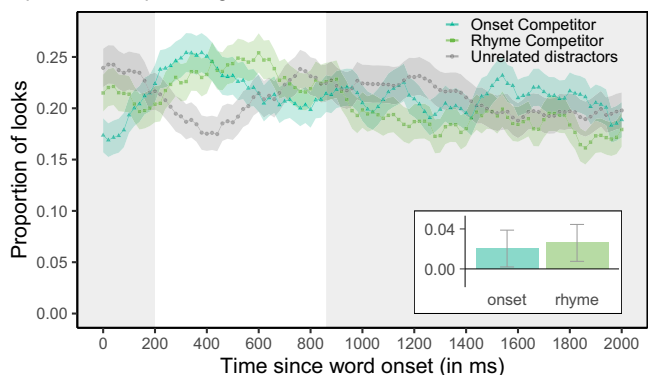 Onset Competitor
Rhyme Competitor
Unrelated distractors
Proportion of looks
0.25
0.20
0.15
0.10
0.05
0.00
0.04
0.00
onset rhyme
0 200 400 600 800 1000 1200 1400 1600 1800 2000
Time since word onset (in ms)